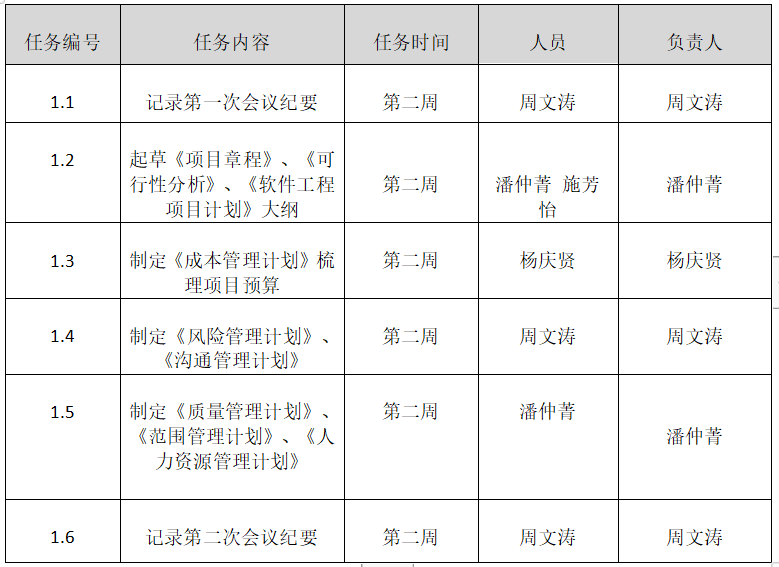 任务编号 任务内容 任务时间 人员 负责人
1.1 记录第一次会议纪要 第二周 周文涛 周文涛
1.2 起草《项目章程》、《可
行性分析》、《软件工程 第二周 潘仲菁 施芳 潘仲菁
项目计划》大纲 怡
1.3 制定《成本管理计划》梳 第二周 杨庆贤 杨庆贤
理项目预算
1.4 制定《风险管理计划》、 第二周 周文涛 周文涛
《沟通管理计划》
1.5 制定《质量管理计划》、 第二周 潘仲菁
《范围管理计划》、《人 潘仲菁
力资源管理计划》
1.6 记录第二次会议纪要 第二周 周文涛 周文涛